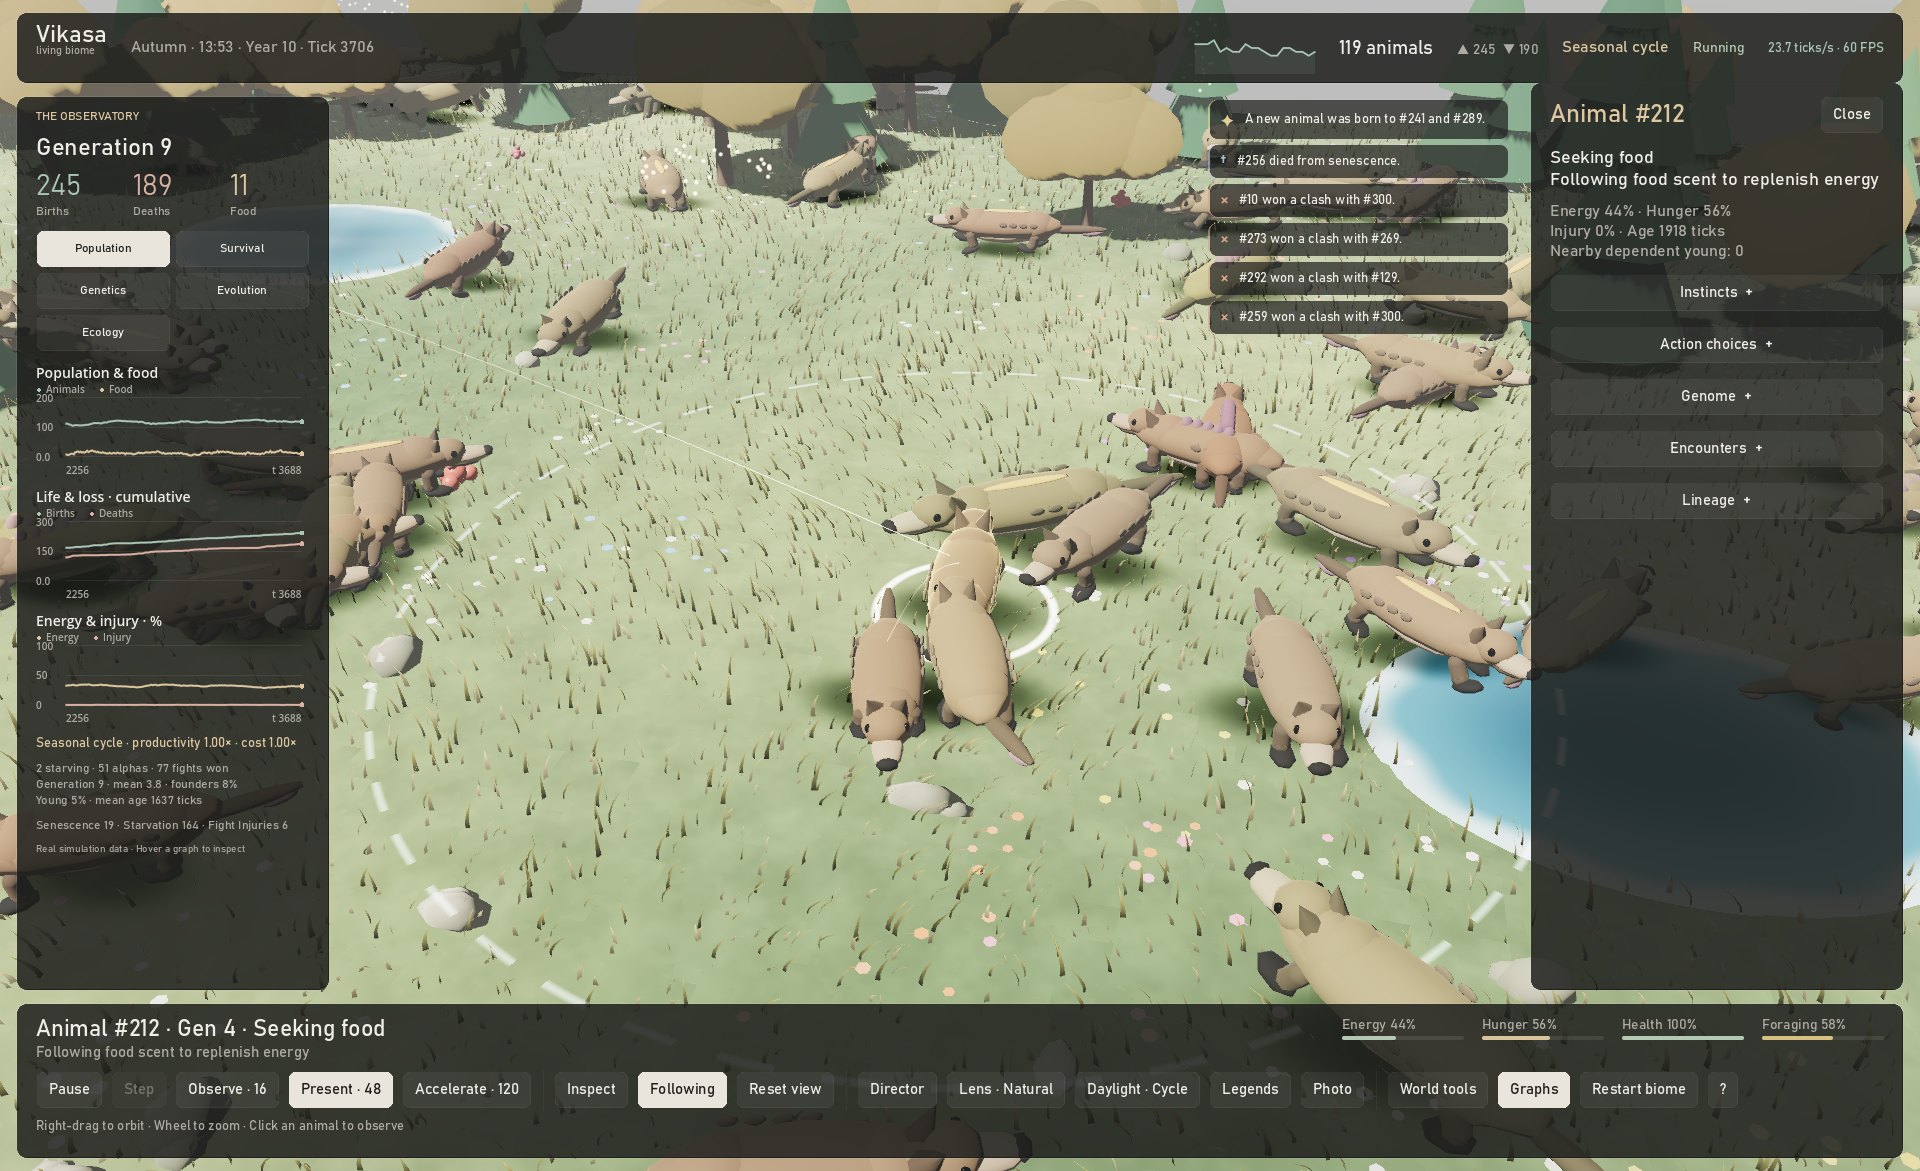 Vikasa
living biome
Autumn · 13:53 · Year 10 · Tick 3706
119 animals
▲ 245 ▼ 190
Seasonal cycle
Running
23.7 ticks/s · 60 FPS
THE OBSERVATORY
Generation 9
245 189 11
Births Deaths Food
Population Survival
Genetics Evolution
Ecology
Population & food
• Animals • Food
200
100
0.0
2256 t 3688
Life & loss · cumulative
• Births • Deaths
300
150
0.0
2256 t 3688
Energy & injury · %
• Energy • Injury
100
50
0
2256 t 3688
Seasonal cycle · productivity 1.00× · cost 1.00×
2 starving · 51 alphas · 77 fights won
Generation 9 · mean 3.8 · founders 8%
Young 5% · mean age 1637 ticks
Senescence 19 · Starvation 164 · Fight Injuries 6
Real simulation data · Hover a graph to inspect
✦ A new animal was born to #241 and #289.
† #256 died from senescence.
× #10 won a clash with #300.
× #273 won a clash with #269.
× #292 won a clash with #129.
× #259 won a clash with #300.
Animal #212
Close
Seeking food
Following food scent to replenish energy
Energy 44% · Hunger 56%
Injury 0% · Age 1918 ticks
Nearby dependent young: 0
Instincts +
Action choices +
Genome +
Encounters +
Lineage +
Animal #212 · Gen 4 · Seeking food
Following food scent to replenish energy
Energy 44% Hunger 56% Health 100% Foraging 58%
Pause Step Observe · 16 Present · 48 Accelerate · 120 Inspect Following Reset view Director Lens · Natural Daylight · Cycle Legends Photo World tools Graphs Restart biome ?
Right-drag to orbit · Wheel to zoom · Click an animal to observe